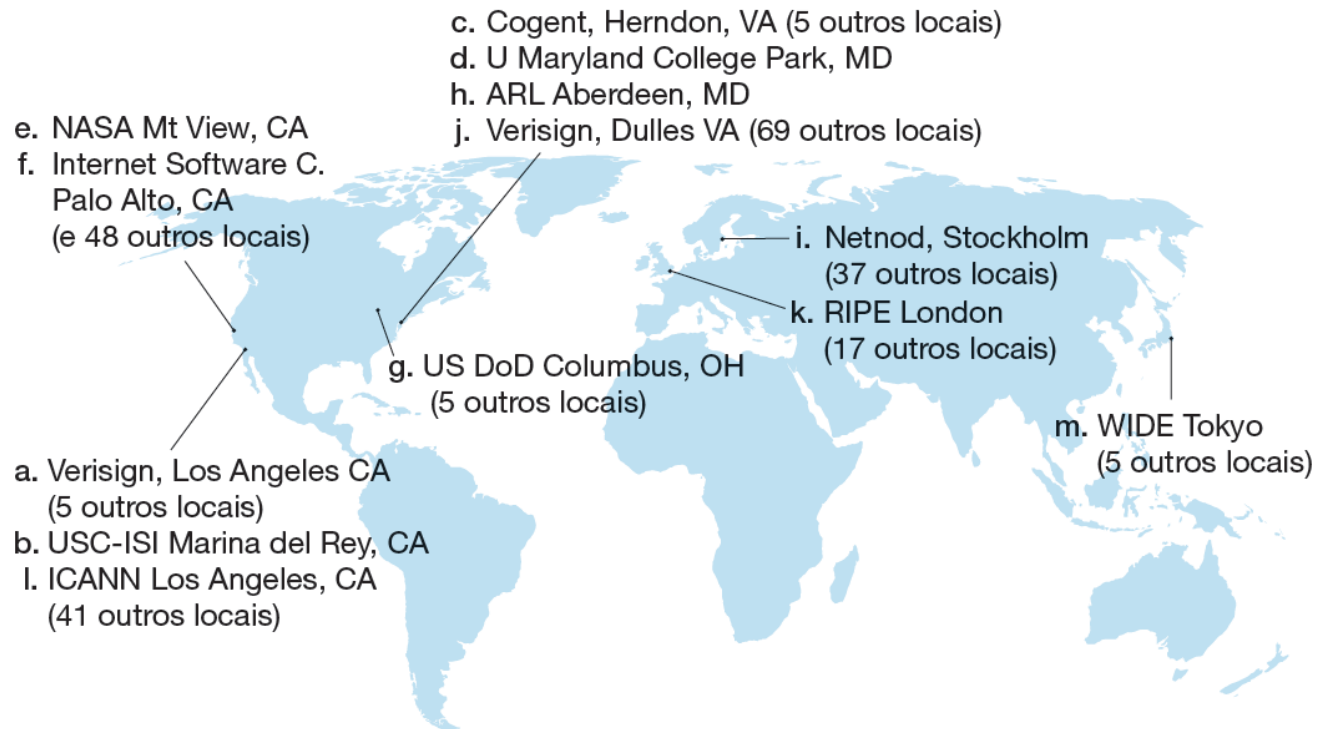 c. Cogent, Herndon, VA (5 outros locais)
d. U Maryland College Park, MD
h. ARL Aberdeen, MD
j. Verisign, Dulles VA (69 outros locais)
e. NASA Mt View, CA
f. Internet Software C.
Palo Alto, CA
(e 48 outros locais)
i. Netnod, Stockholm
(37 outros locais)
k. RIPE London
(17 outros locais)
g. US DoD Columbus, OH
(5 outros locais)
m. WIDE Tokyo
(5 outros locais)
a. Verisign, Los Angeles CA
(5 outros locais)
b. USC-ISI Marina del Rey, CA
l. ICANN Los Angeles, CA
(41 outros locais)